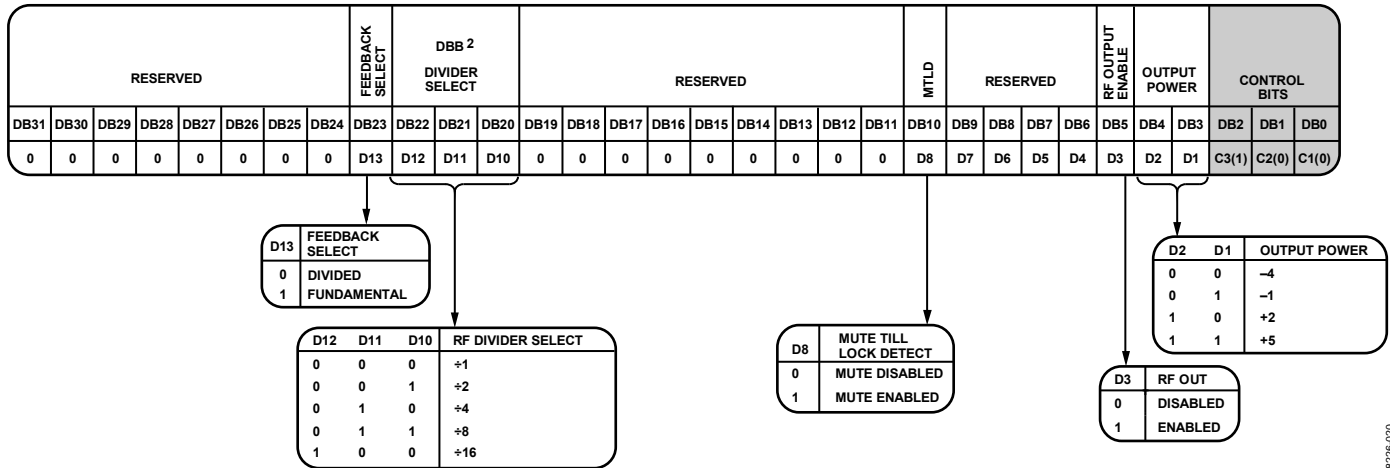 RESERVED
FEEDBACK
SELECT
DBB 2
DIVIDER
SELECT
RESERVED
MTLD
RESERVED
RF OUTPUT
ENABLE
OUTPUT
POWER
CONTROL
BITS
DB31 DB30 DB29 DB28 DB27 DB26 DB25 DB24 DB23 DB22 DB21 DB20 DB19 DB18 DB17 DB16 DB15 DB14 DB13 DB12 DB11 DB10 DB9 DB8 DB7 DB6 DB5 DB4 DB3 DB2 DB1 DB0
0 0 0 0 0 0 0 0 D13 D12 D11 D10 0 0 0 0 0 0 0 0 0 D8 D7 D6 D5 D4 D3 D2 D1 C3(1) C2(0) C1(0)
D13 FEEDBACK
SELECT
0 DIVIDED
1 FUNDAMENTAL
D12 D11 D10 RF DIVIDER SELECT
0 0 0 ÷1
0 0 1 ÷2
0 1 0 ÷4
0 1 1 ÷8
1 0 0 ÷16
D8 MUTE TILL
LOCK DETECT
0 MUTE DISABLED
1 MUTE ENABLED
D3 RF OUT
0 DISABLED
1 ENABLED
D2 D1 OUTPUT POWER
0 0 –4
0 1 –1
1 0 +2
1 1 +5